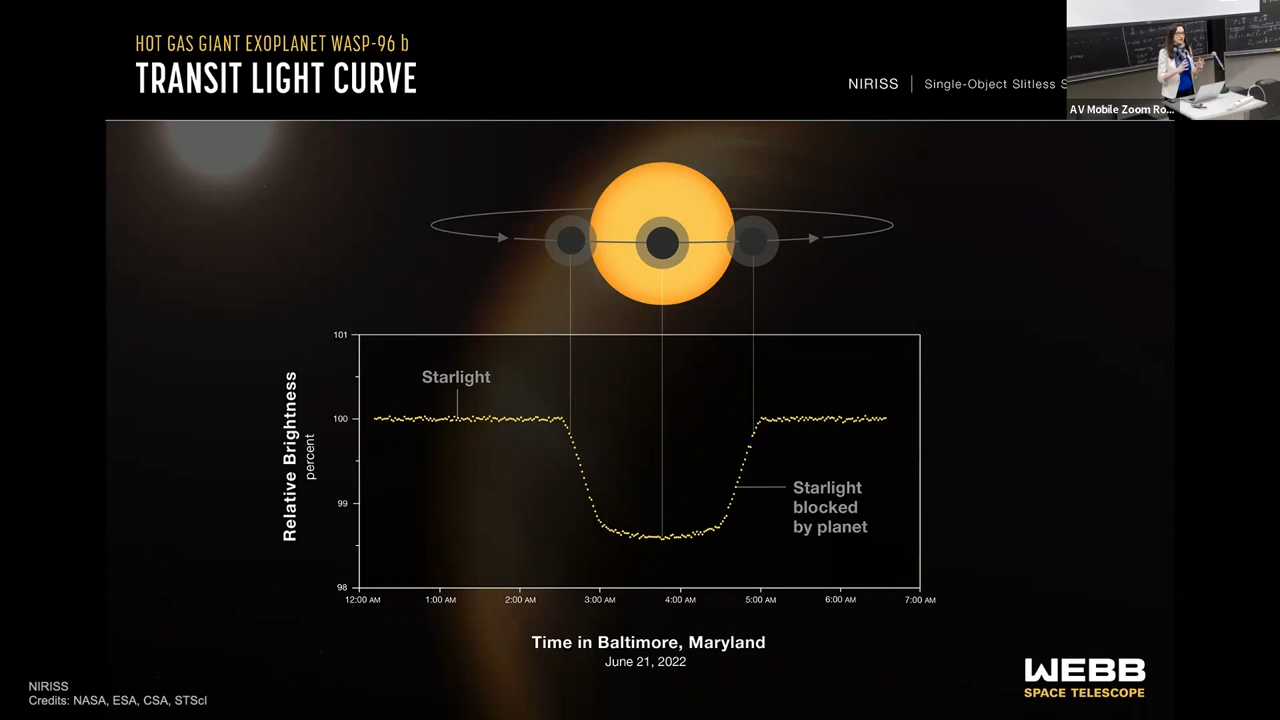 HOT GAS GIANT EXOPLANET WASP-96 b
TRANSIT LIGHT CURVE
NIRISS | Single-Object Slitless
AV Mobile Zoom Ro...
101
100
99
98
Relative Brightness
percent
Starlight
Starlight
blocked
by planet
12:00 AM 1:00 AM 2:00 AM 3:00 AM 4:00 AM 5:00 AM 6:00 AM 7:00 AM
Time in Baltimore, Maryland
June 21, 2022
WEBB
SPACE TELESCOPE
NIRISS
Credits: NASA, ESA, CSA, STScI